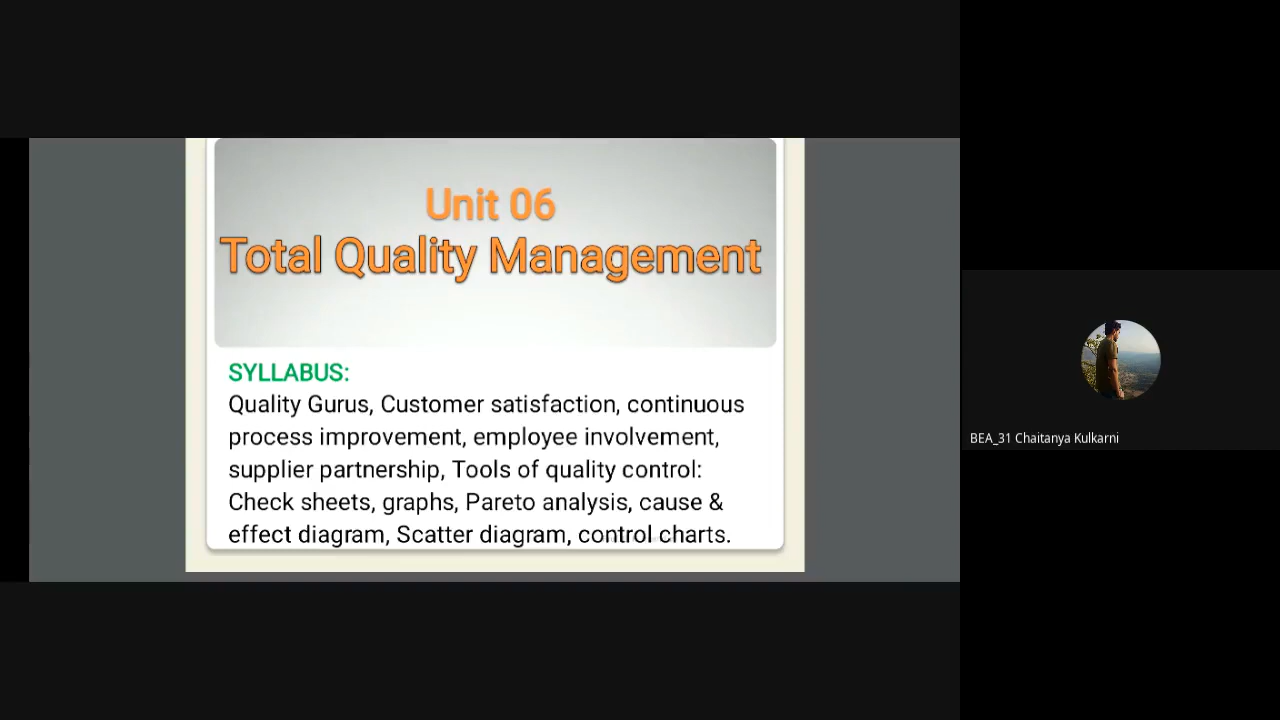 Unit 06
Total Quality Management
SYLLABUS:
Quality Gurus, Customer satisfaction, continuous
process improvement, employee involvement,
supplier partnership, Tools of quality control:
Check sheets, graphs, Pareto analysis, cause &
effect diagram, Scatter diagram, control charts.
BEA_31 Chaitanya Kulkarni